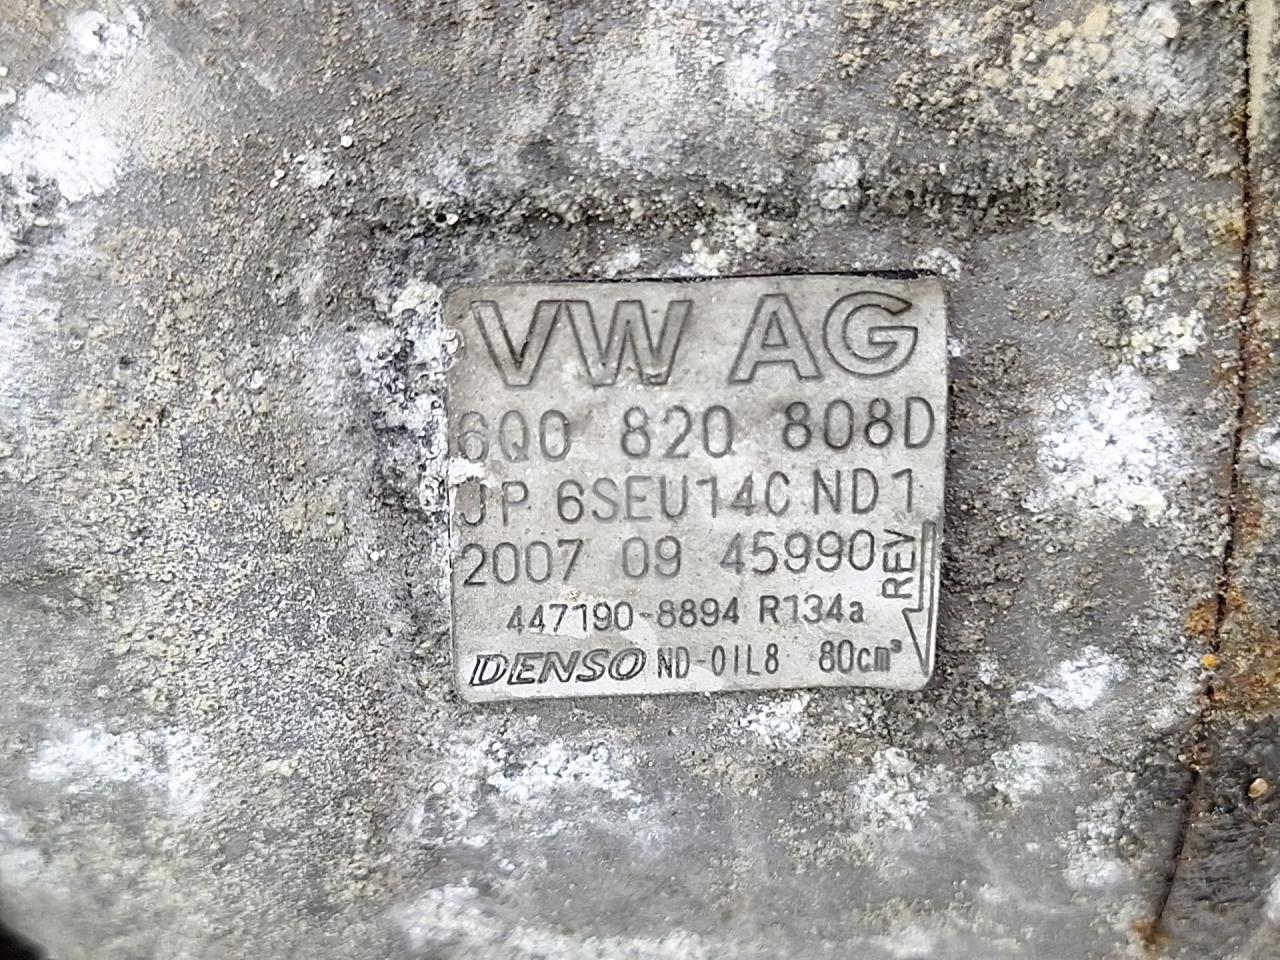 VW AG
6Q0 820 808D
JP 6SEU14C ND1
2007 09 45990
REV
447190-8894 R134a
DENSO ND-OIL8 80cm³